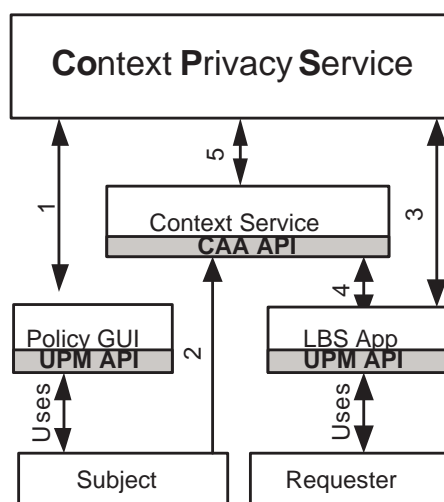 Context Privacy Service
5
1
3
Context Service
CAA API
4
2
Policy GUI
UPM API
LBS App
UPM API
Uses
Uses
Subject
Requester